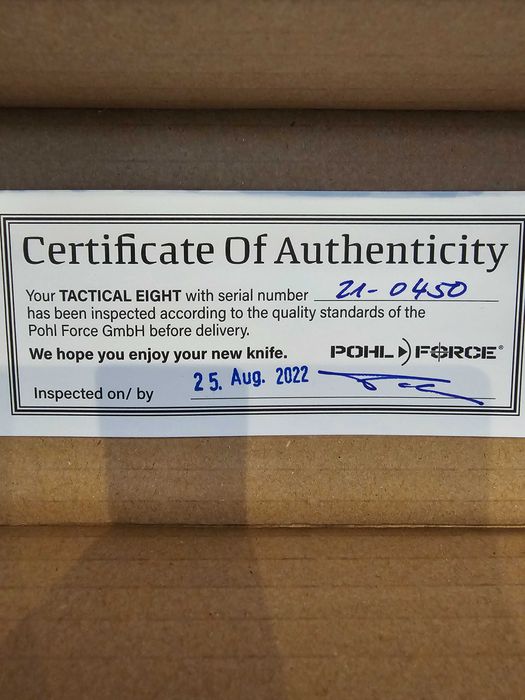 Certificate Of Authenticity
Your TACTICAL EIGHT with serial number 21-0450
has been inspected according to the quality standards of the
Pohl Force GmbH before delivery.
We hope you enjoy your new knife. POHL FORCE®
Inspected on/ by 25. Aug. 2022